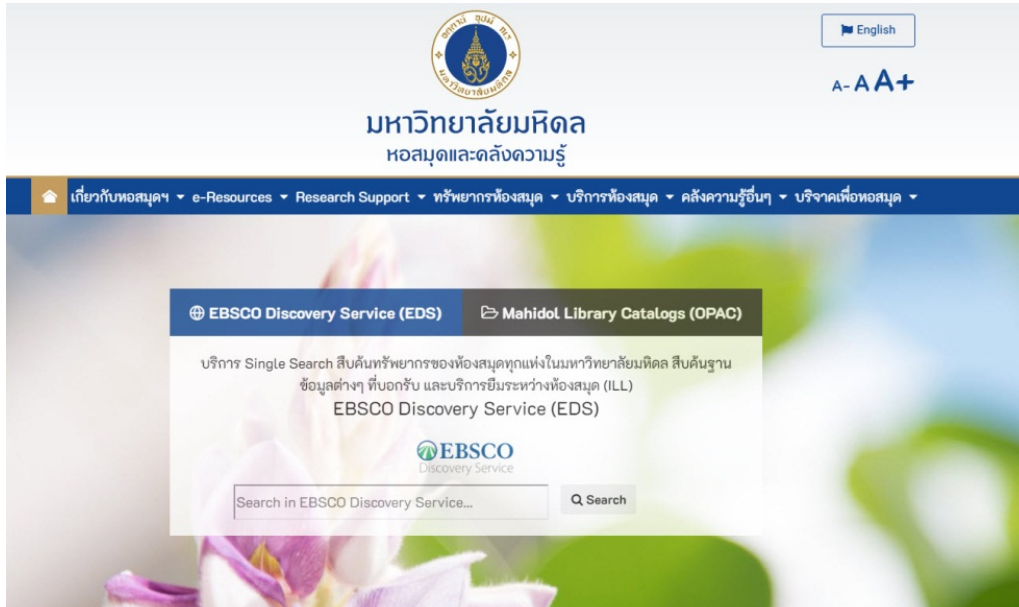 English
A- A A+
มหาวิทยาลัยมหิดล
หอสมุดและคลังความรู้
เกี่ยวกับหอสมุดฯ e-Resources Research Support ทรัพยากรห้องสมุด บริการห้องสมุด คลังความรู้อื่นๆ บริจาคเพื่อหอสมุด
EBSCO Discovery Service (EDS) Mahidol Library Catalogs (OPAC)
บริการ Single Search สืบค้นทรัพยากรของห้องสมุดทุกแห่งในมหาวิทยาลัยมหิดล สืบค้นฐาน
ข้อมูลต่างๆ ที่บอกรับ และบริการยืมระหว่างห้องสมุด (ILL)
EBSCO Discovery Service (EDS)
EBSCO
Discovery Service
Search in EBSCO Discovery Service...
Search